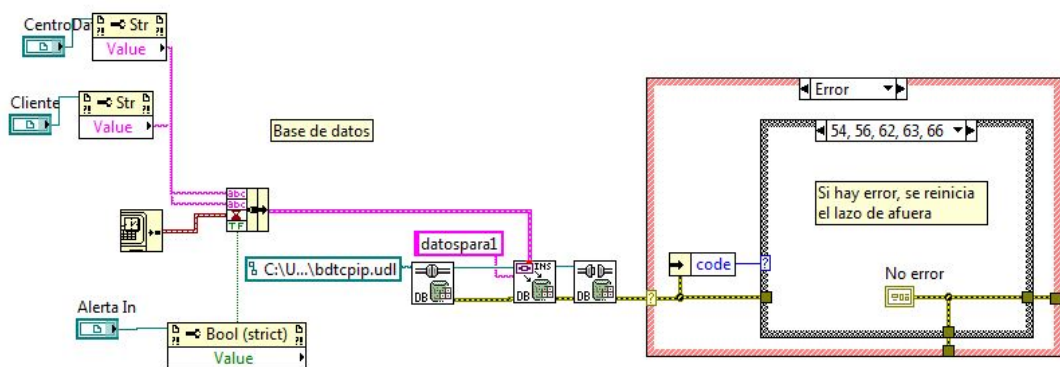 CentroDa
Str
Value
Cliente
Str
Value
Base de datos
abc
abc
TF
datospara1
C:\U...\bdtcpip.udl
DB
INS
DB
DB
Alerta In
Bool (strict)
Value
Error
54, 56, 62, 63, 66
Si hay error, se reinicia
el lazo de afuera
code
?
?
No error